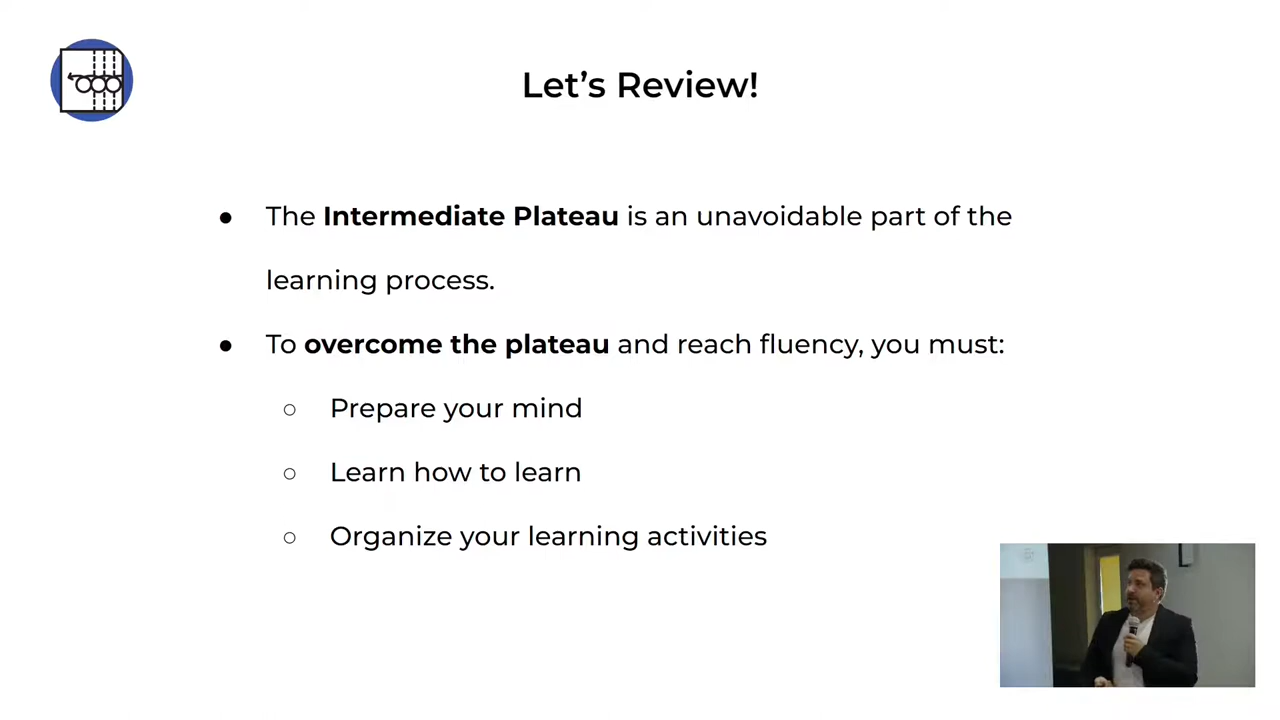 Let's Review!
● The Intermediate Plateau is an unavoidable part of the
learning process.
● To overcome the plateau and reach fluency, you must:
○ Prepare your mind
○ Learn how to learn
○ Organize your learning activities